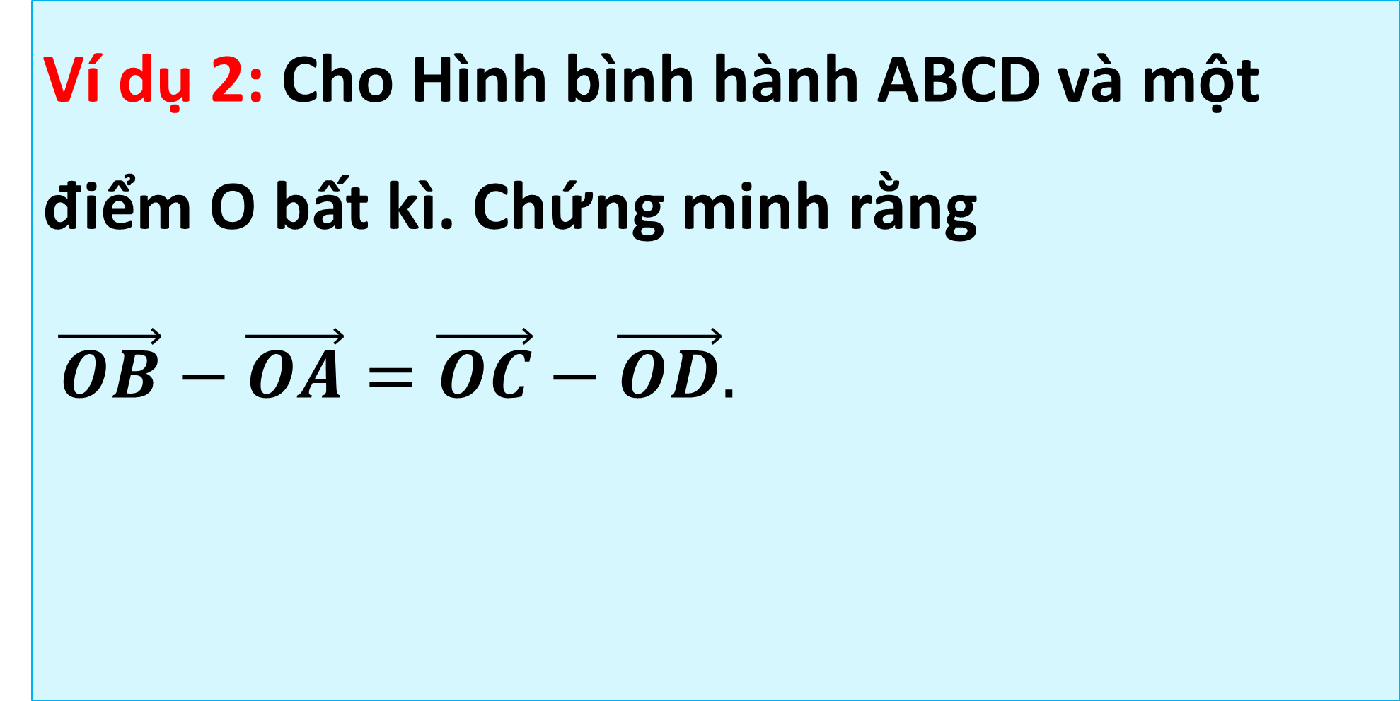 Ví dụ 2: Cho Hình bình hành ABCD và một
điểm O bất kì. Chứng minh rằng
$\overrightarrow{OB} - \overrightarrow{OA} = \overrightarrow{OC} - \overrightarrow{OD}$.